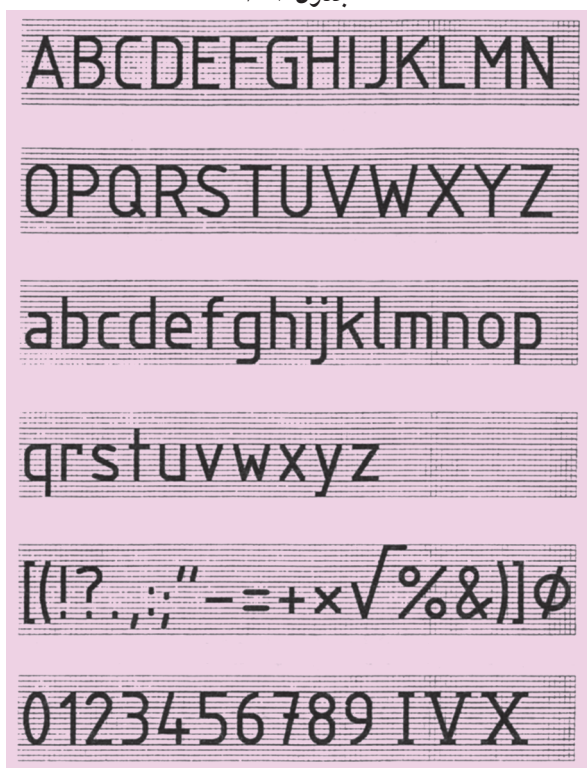 ABCDEFGHIJKLMN
OPQRSTUVWXYZ
abcdefghijklmnop
qrstuvwxyz
[(!?.,:;"-=+×√%&)]Ø
0123456789 IVX